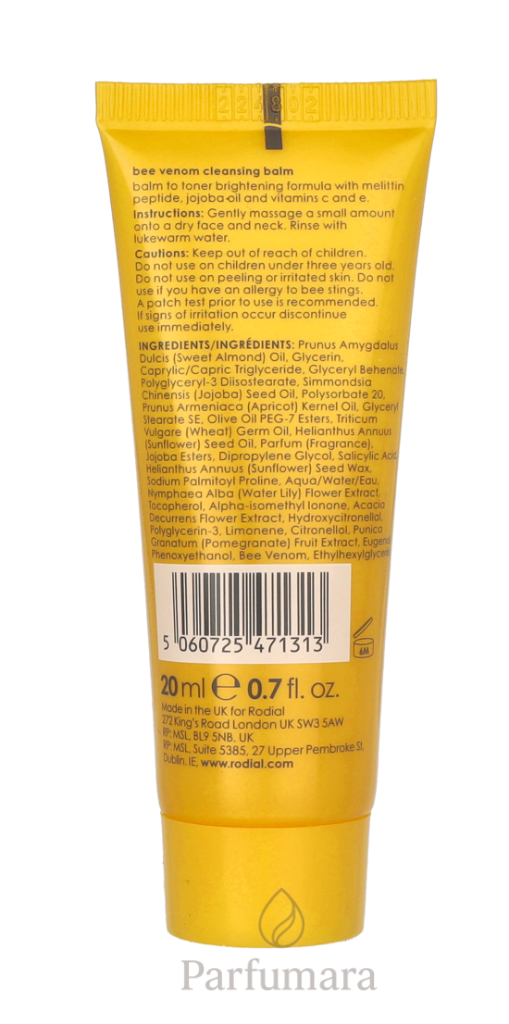 bee venom cleansing balm
balm to toner brightening formula with melittin
peptide, jojoba oil and vitamins c and e.
Instructions: Gently massage a small amount
onto a dry face and neck. Rinse with
lukewarm water.
Cautions: Keep out of reach of children.
Do not use on children under three years old.
Do not use on peeling or irritated skin. Do not
use if you have an allergy to bee stings.
A patch test prior to use is recommended.
If signs of irritation occur discontinue
use immediately.
INGREDIENTS/INGRÉDIENTS: Prunus Amygdalus
Dulcis (Sweet Almond) Oil, Glycerin,
Caprylic/Capric Triglyceride, Glyceryl Behenate,
Polyglyceryl-3 Diisostearate, Simmondsia
Chinensis (Jojoba) Seed Oil, Polysorbate 20,
Prunus Armeniaca (Apricot) Kernel Oil, Glyceryl
Stearate SE, Olive Oil PEG-7 Esters, Triticum
Vulgare (Wheat) Germ Oil, Helianthus Annuus
(Sunflower) Seed Oil, Parfum (Fragrance),
Jojoba Esters, Dipropylene Glycol, Salicylic Acid,
Helianthus Annuus (Sunflower) Seed Wax,
Sodium Palmitoyl Proline, Aqua/Water/Eau,
Nymphaea Alba (Water Lily) Flower Extract,
Tocopherol, Alpha-isomethyl Ionone, Acacia
Decurrens Flower Extract, Hydroxycitronellal,
Polyglycerin-3, Limonene, Citronellol, Punica
Granatum (Pomegranate) Fruit Extract, Eugenol
Phenoxyethanol, Bee Venom, Ethylhexylglycerin
5 060725 471313
6M
20 ml e 0.7 fl. oz.
Made in the UK for Rodial
272 King's Road London UK SW3 5AW
RP: MSL, BL9 5NB, UK
RP: MSL, Suite 5385, 27 Upper Pembroke St,
Dublin, IE, www.rodial.com
Parfumara